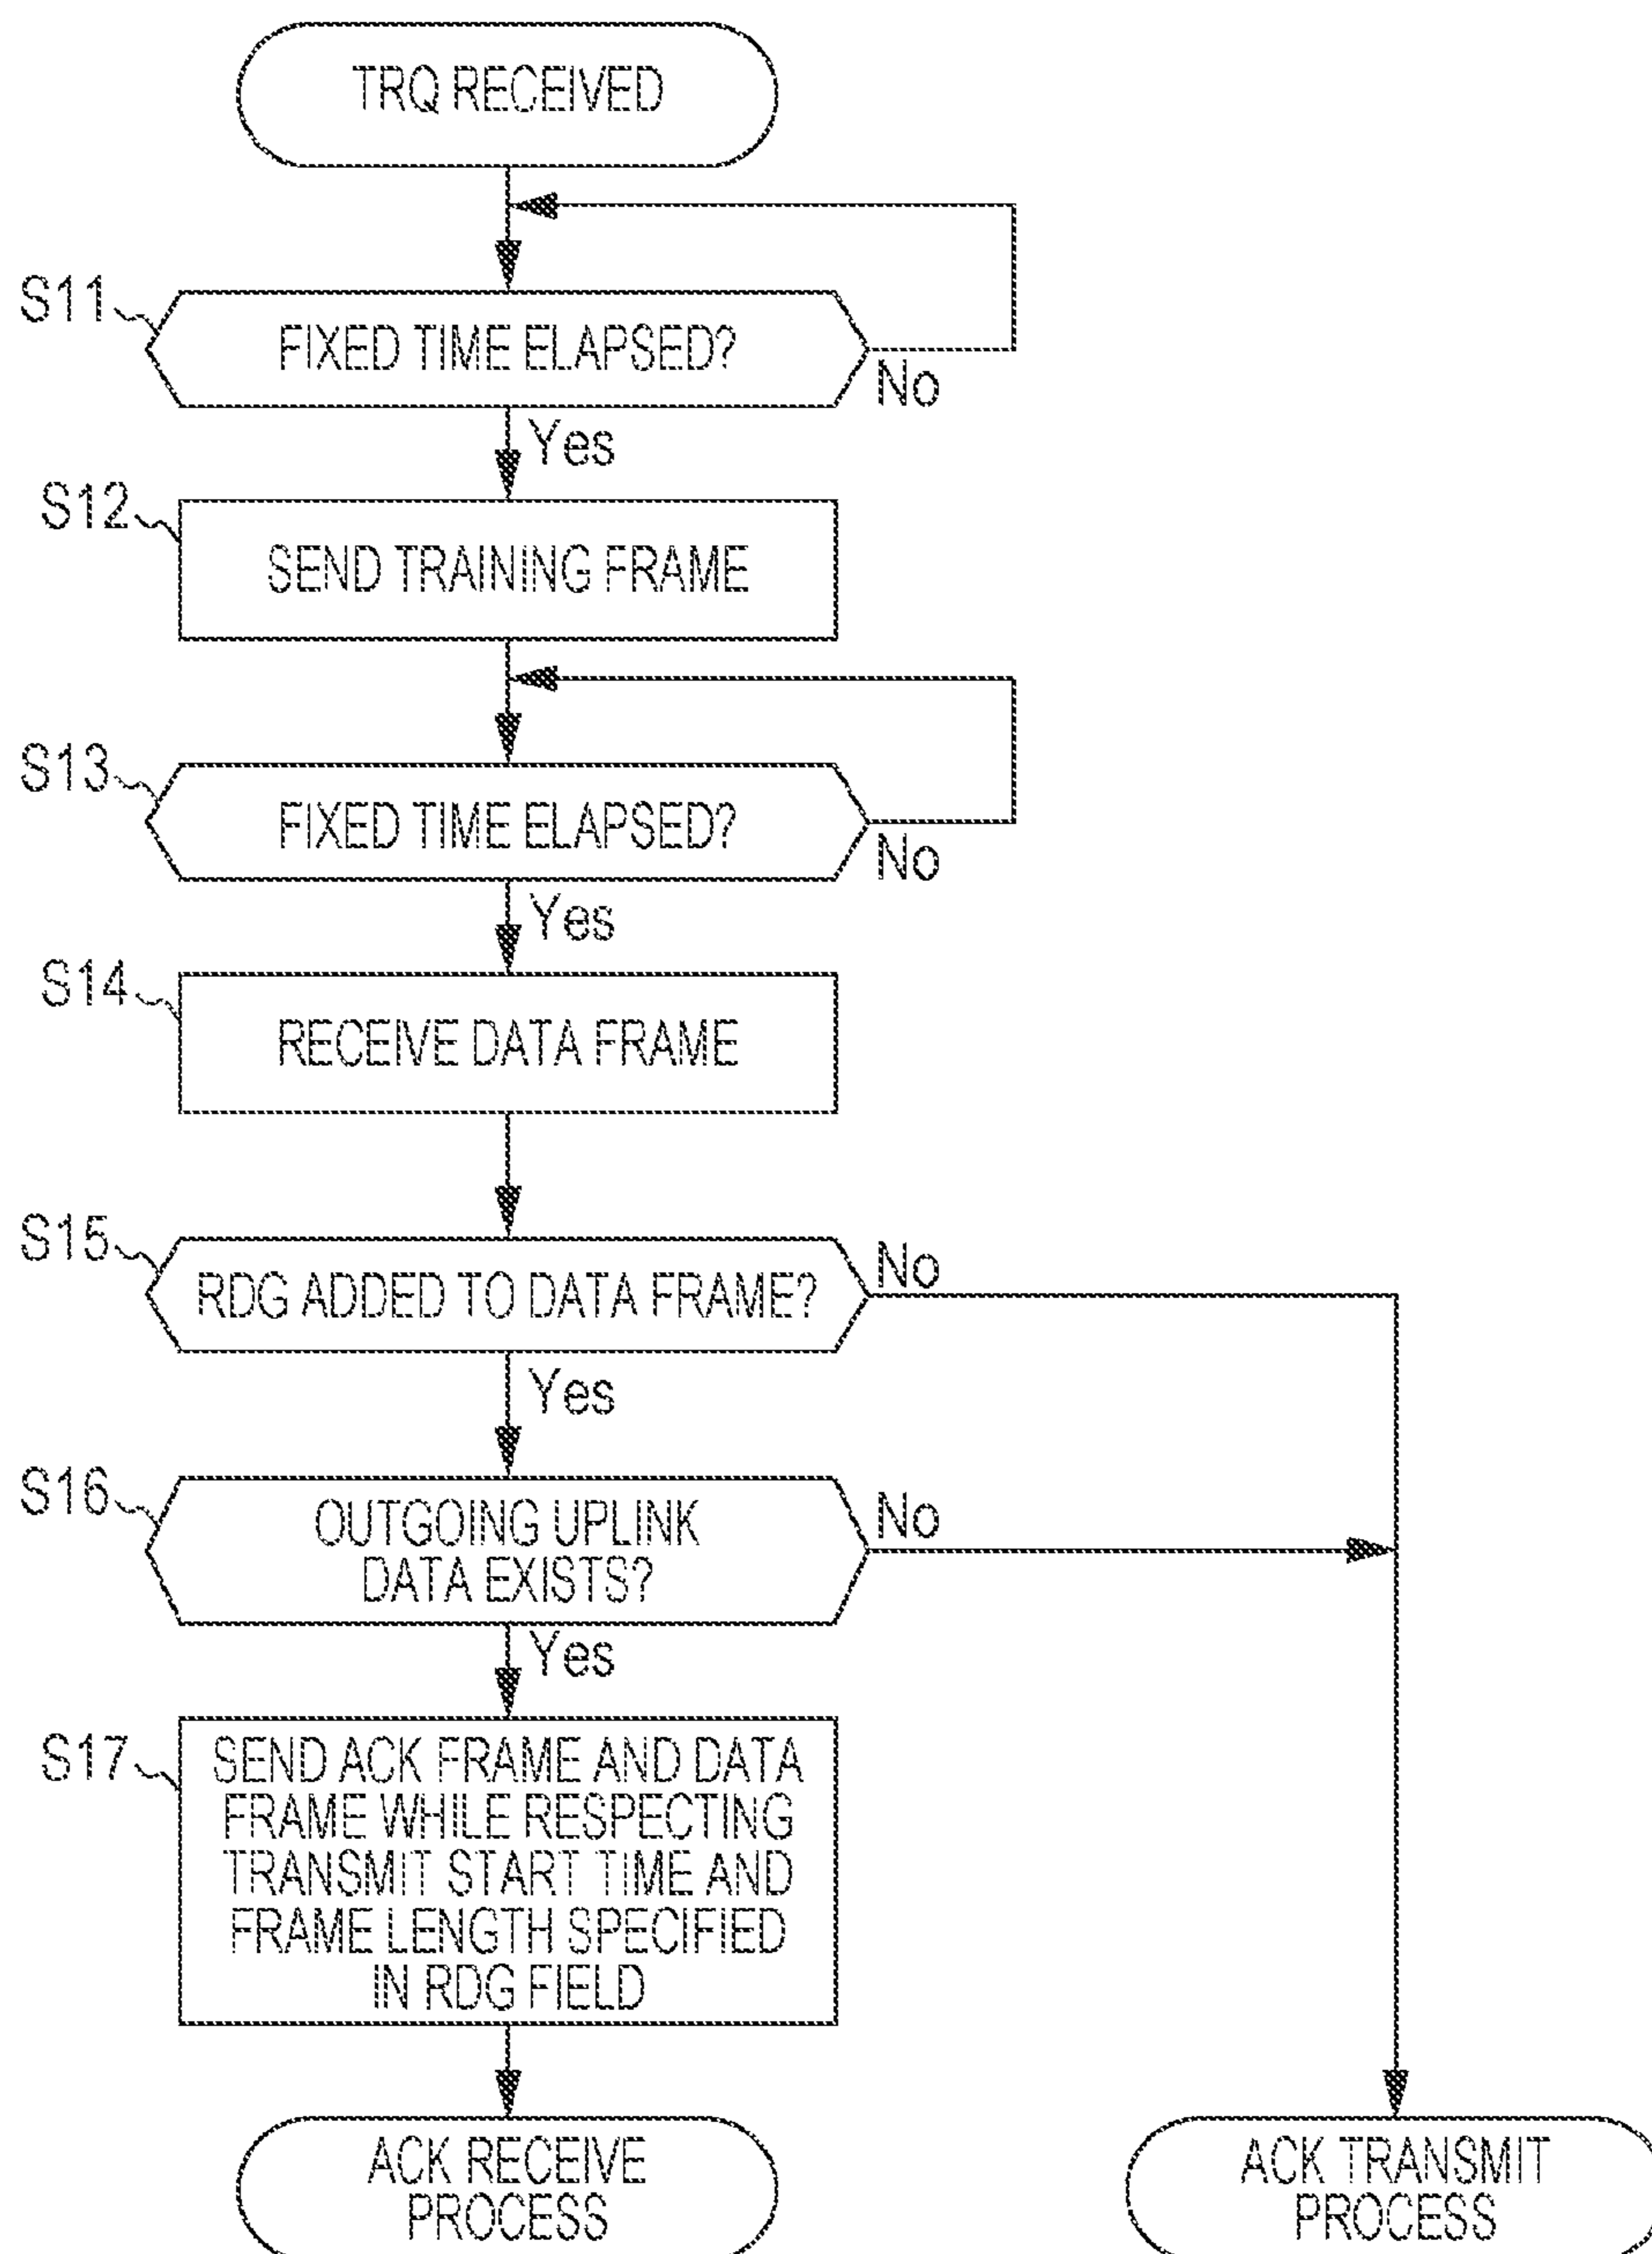 TRQ RECEIVED
S11
FIXED TIME ELAPSED?
No
Yes
S12
SEND TRAINING FRAME
S13
FIXED TIME ELAPSED?
No
Yes
S14
RECEIVE DATA FRAME
S15
RDG ADDED TO DATA FRAME?
No
Yes
S16
OUTGOING UPLINK
DATA EXISTS?
No
Yes
S17
SEND ACK FRAME AND DATA
FRAME WHILE RESPECTING
TRANSMIT START TIME AND
FRAME LENGTH SPECIFIED
IN RDG FIELD
ACK RECEIVE
PROCESS
ACK TRANSMIT
PROCESS